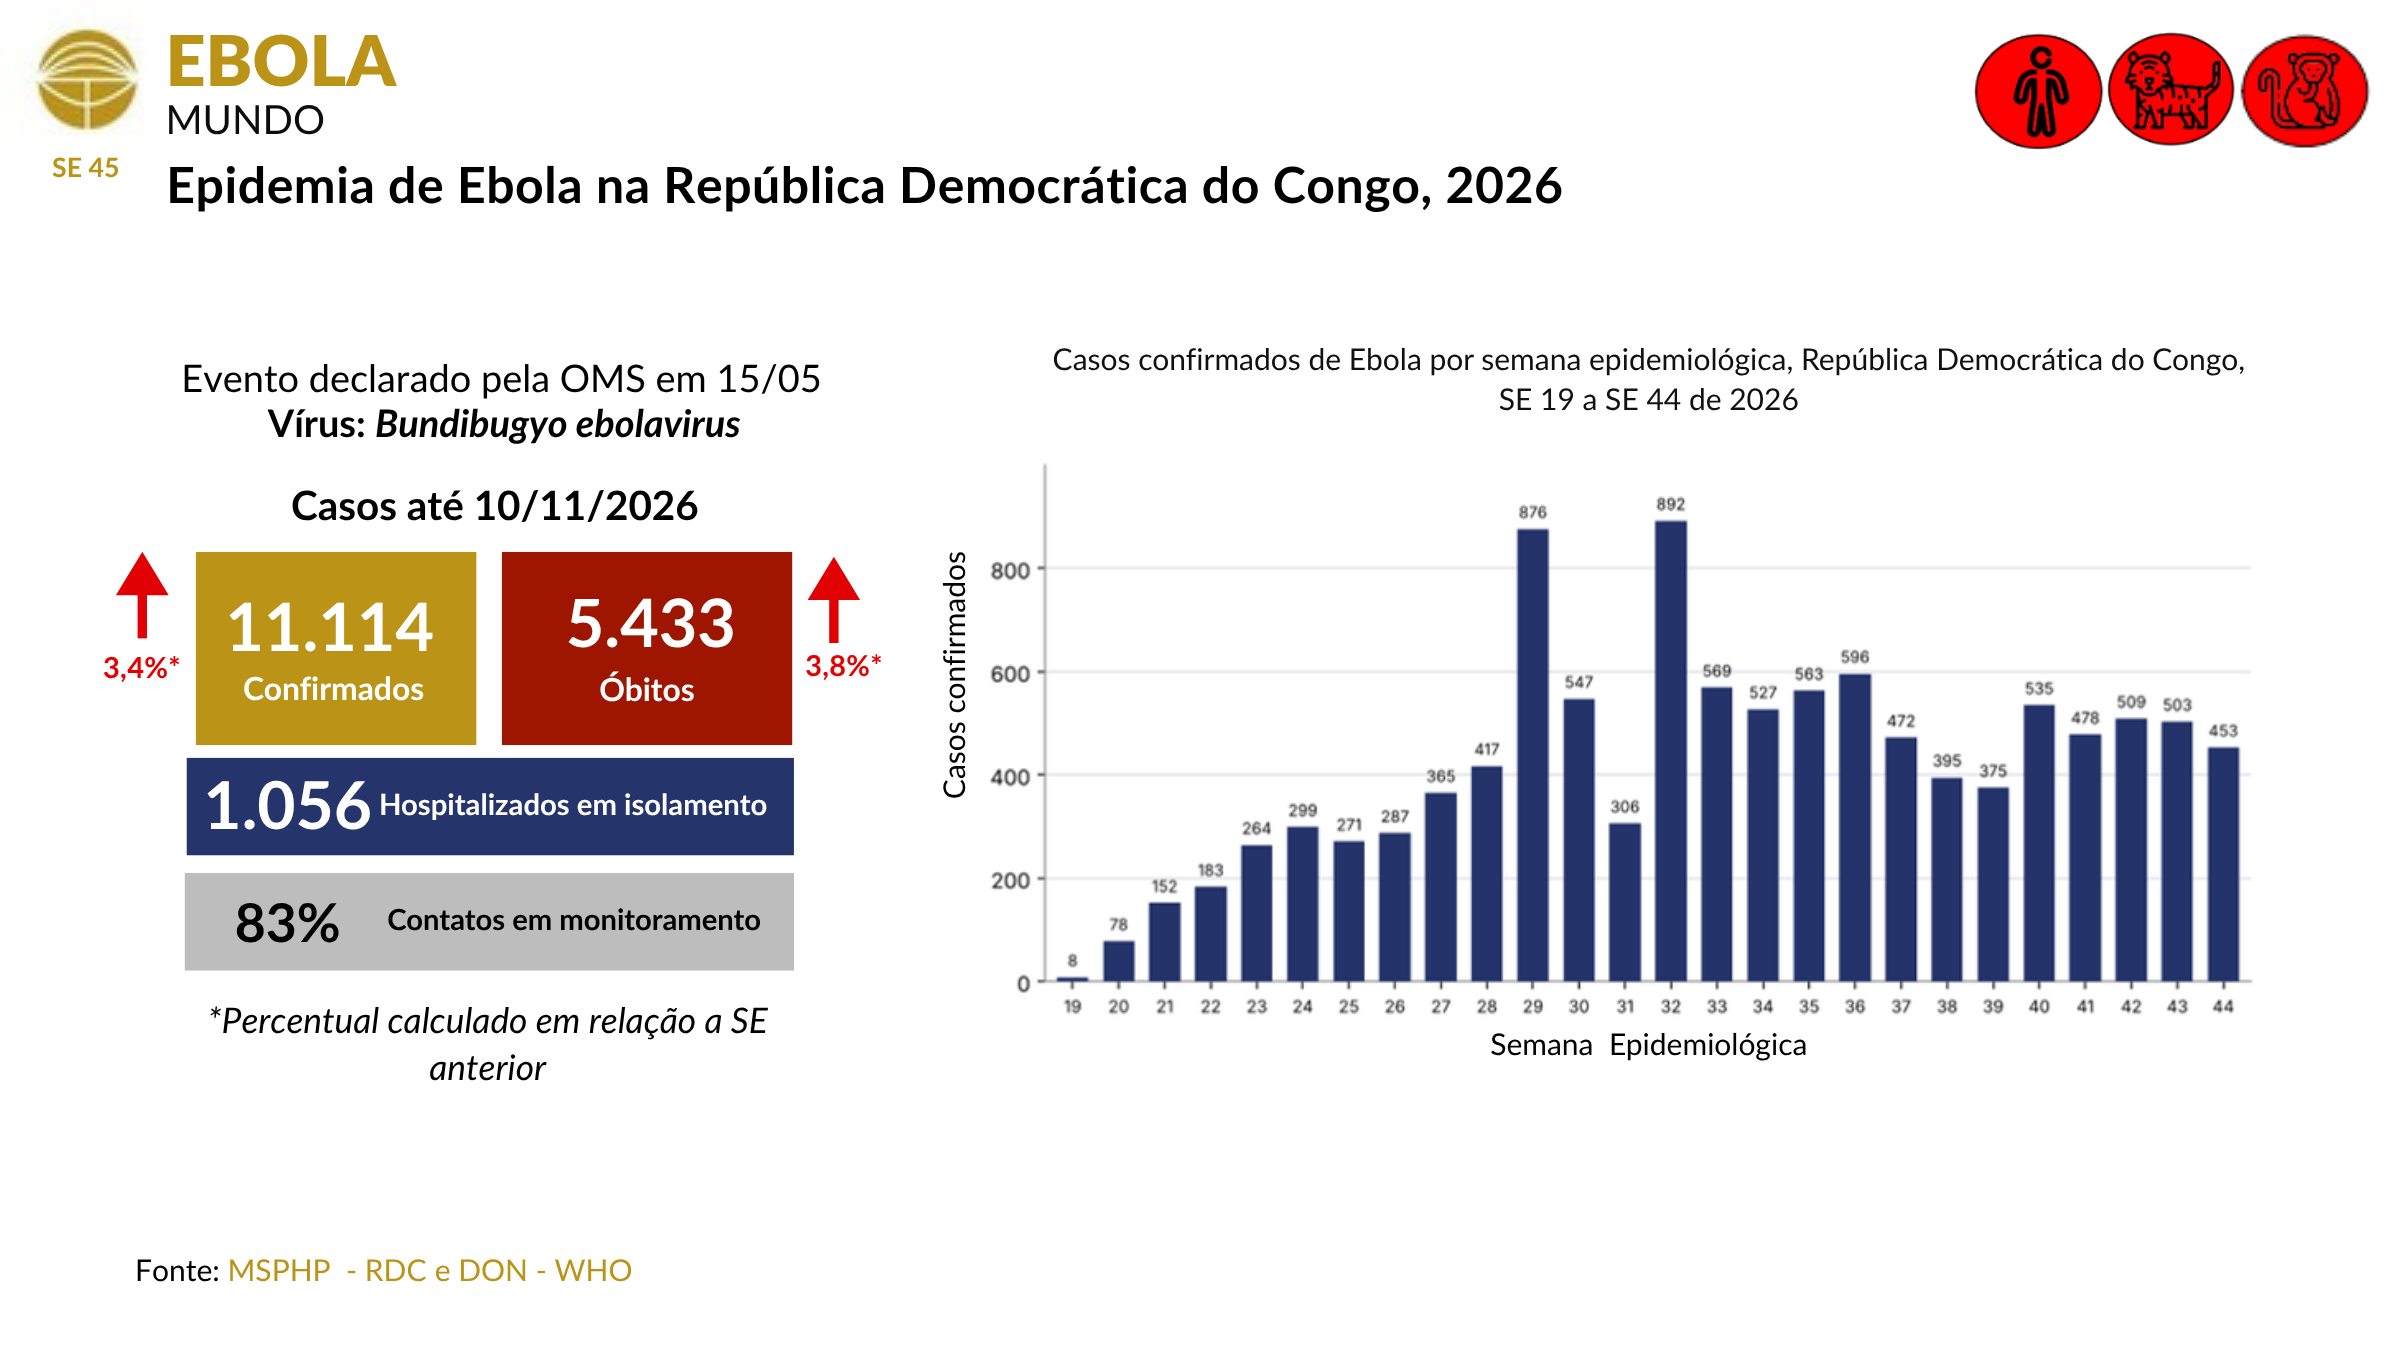 EBOLA
MUNDO
SE 45
Epidemia de Ebola na República Democrática do Congo, 2026
Evento declarado pela OMS em 15/05
Vírus: Bundibugyo ebolavirus
Casos até 10/11/2026
3,4%*
11.114
Confirmados
5.433
Óbitos
3,8%*
1.056 Hospitalizados em isolamento
83% Contatos em monitoramento
*Percentual calculado em relação a SE
anterior
Casos confirmados de Ebola por semana epidemiológica, República Democrática do Congo,
SE 19 a SE 44 de 2026
Casos confirmados
800
600
400
200
0
8 78 152 183 264 299 271 287 365 417 876 547 306 892 569 527 563 596 472 395 375 535 478 509 503 453
19 20 21 22 23 24 25 26 27 28 29 30 31 32 33 34 35 36 37 38 39 40 41 42 43 44
Semana Epidemiológica
Fonte: MSPHP - RDC e DON - WHO